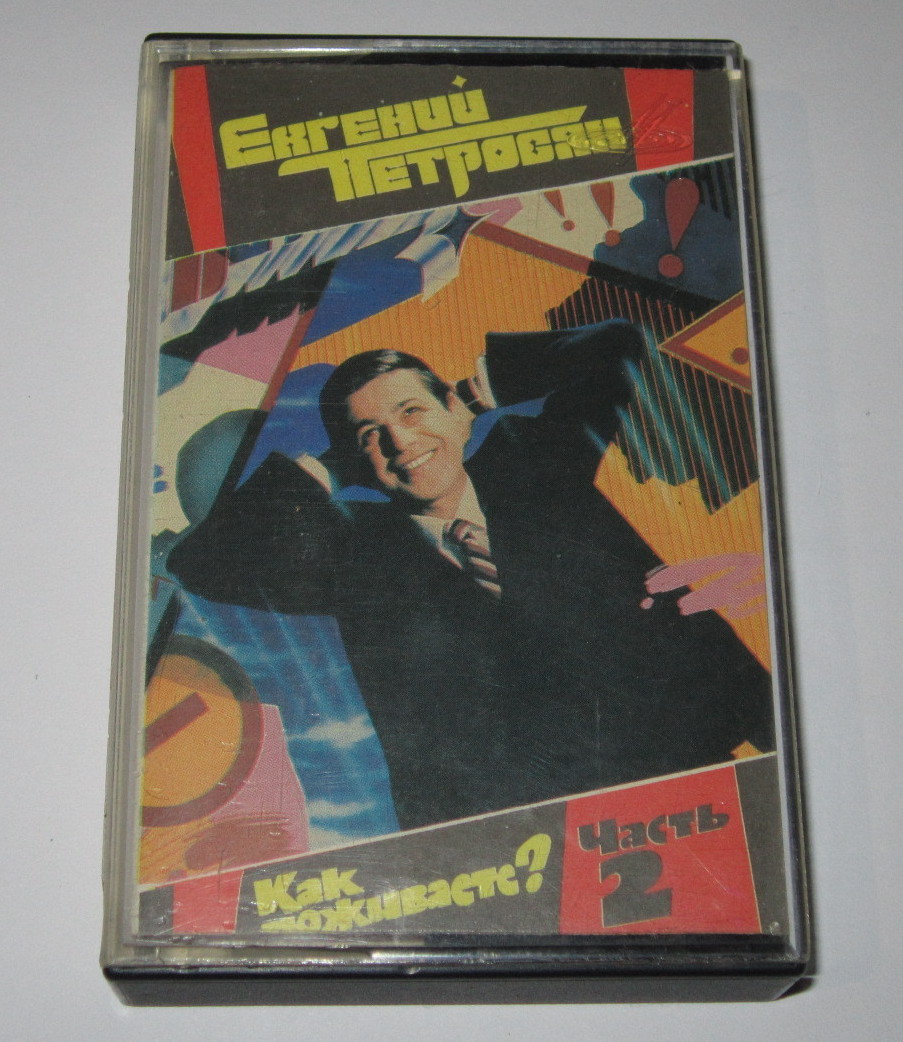 Евгений
Петросян
Как
поживаете?
Часть
2